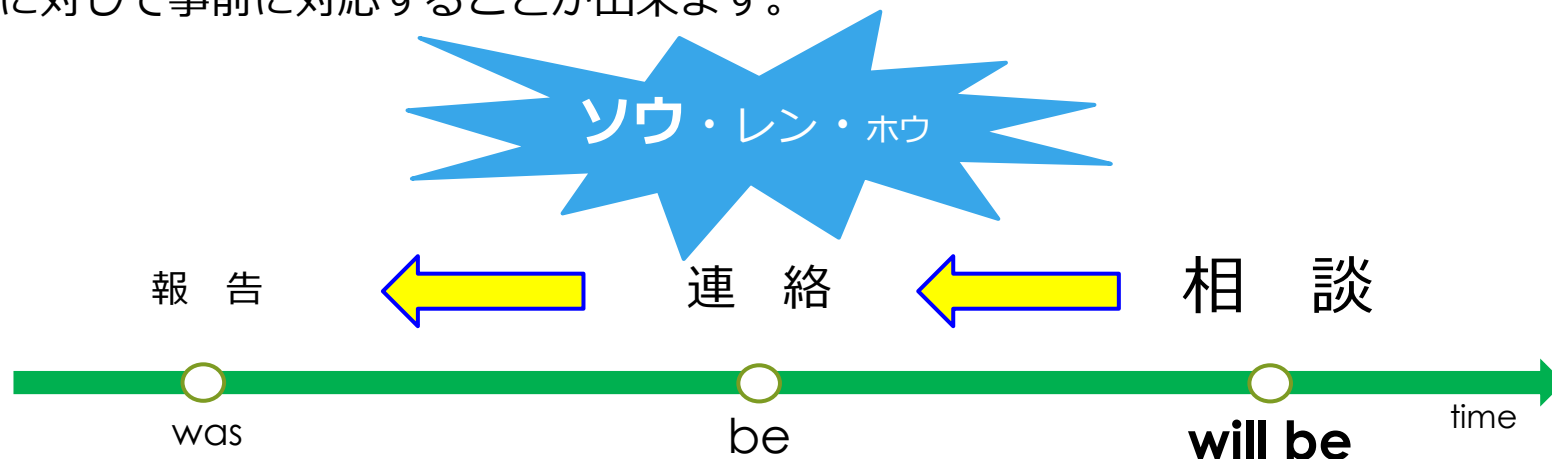 に対して事前に対応することが出来ます。
ソウ・レン・ホウ
報　告
連　絡
相　談
was
be
will be
time